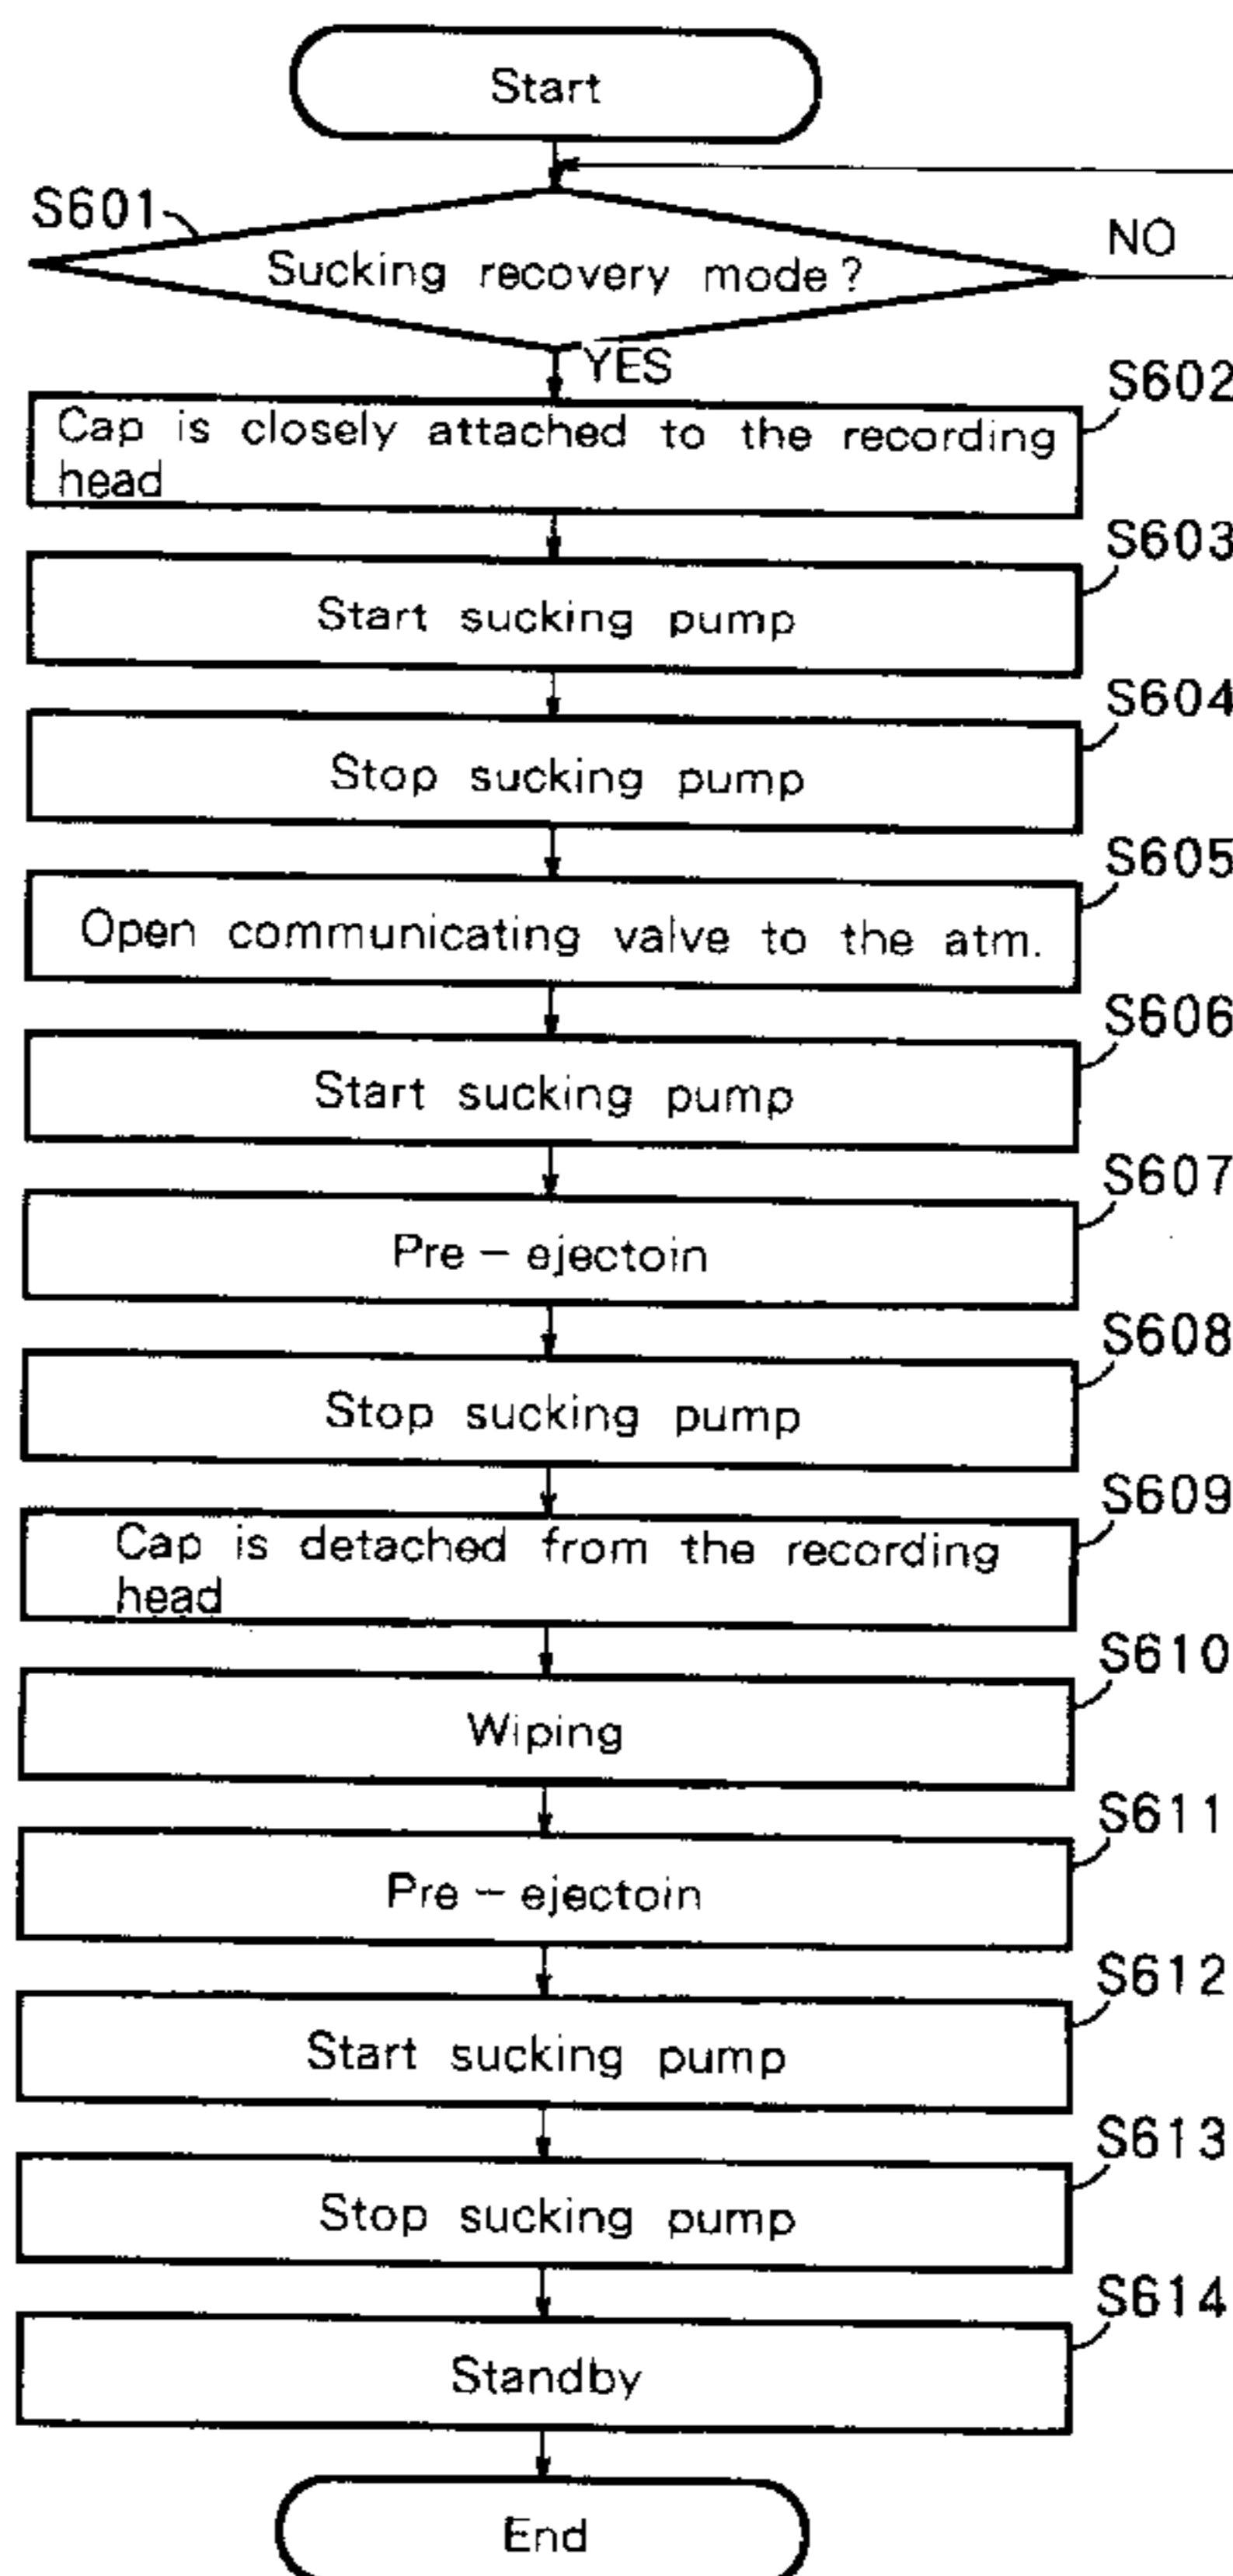 Start
S601
Sucking recovery mode?
NO
YES
S602
Cap is closely attached to the recording
head
S603
Start sucking pump
S604
Stop sucking pump
S605
Open communicating valve to the atm.
S606
Start sucking pump
S607
Pre-ejectoin
S608
Stop sucking pump
S609
Cap is detached from the recording
head
S610
Wiping
S611
Pre-ejectoin
S612
Start sucking pump
S613
Stop sucking pump
S614
Standby
End